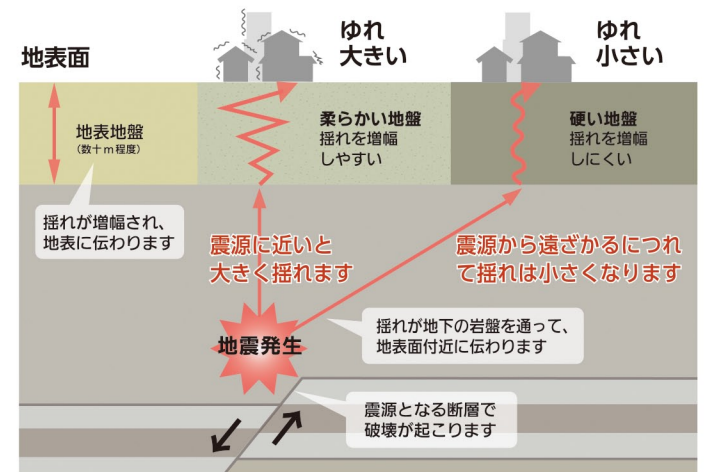 地表面
ゆれ
大きい
ゆれ
小さい
地表地盤
(数十m程度)
柔らかい地盤
揺れを増幅
しやすい
硬い地盤
揺れを増幅
しにくい
揺れが増幅され、
地表に伝わります
震源に近いと
大きく揺れます
震源から遠ざかるにつれ
て揺れは小さくなります
地震発生
揺れが地下の岩盤を通って、
地表面付近に伝わります
震源となる断層で
破壊が起こります